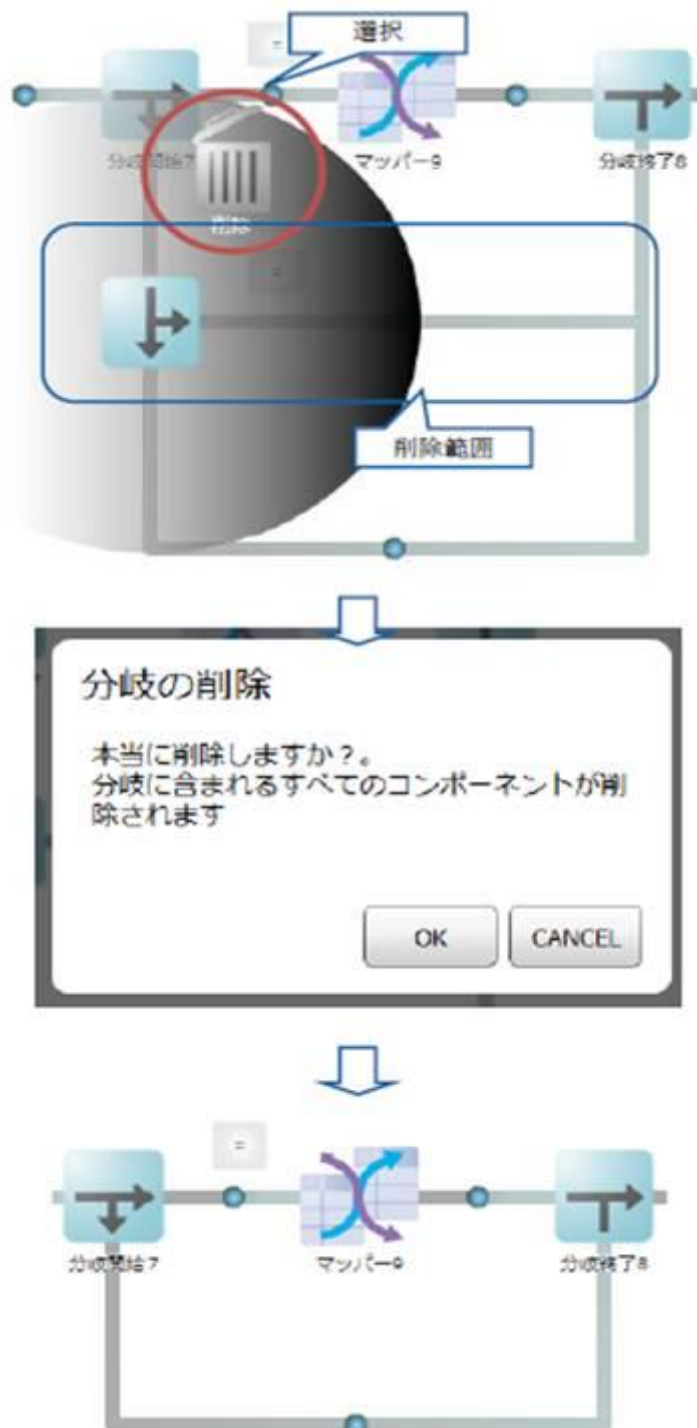 =
選択
分岐開始7
マッパー9
分岐終了8
削除
=
削除範囲
分岐の削除
本当に削除しますか？。
分岐に含まれるすべてのコンポーネントが削
除されます
OK
CANCEL
=
分岐開始7
マッパー9
分岐終了8